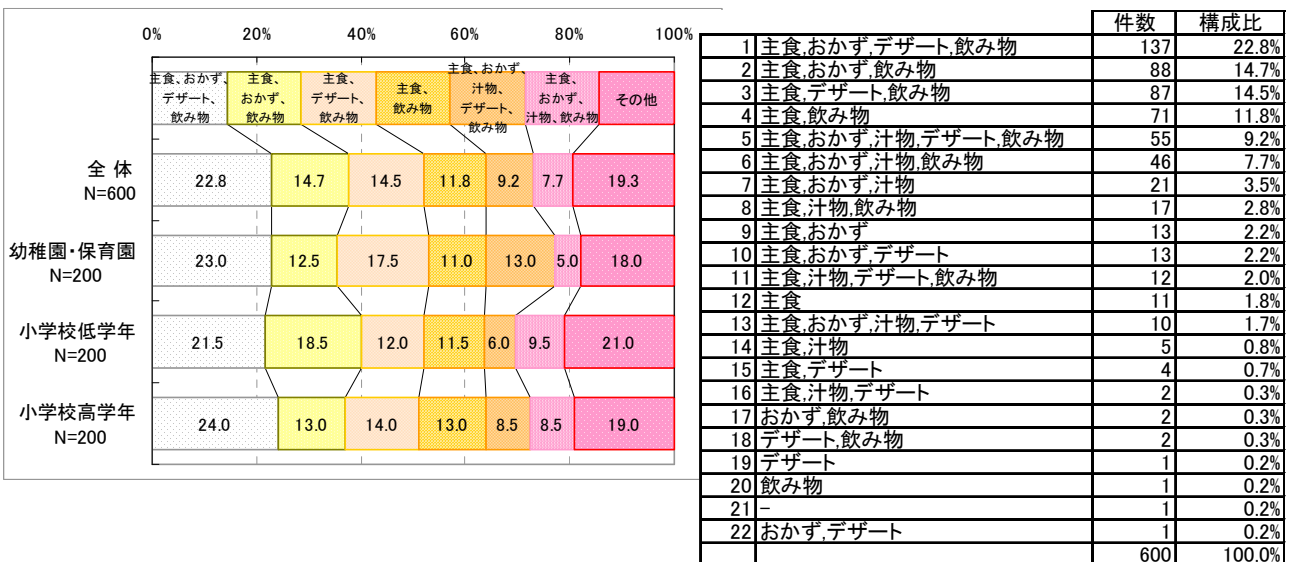 0% 20% 40% 60% 80% 100%
主食、おかず、
デザート、
飲み物
主食、
おかず、
飲み物
主食、
デザート、
飲み物
主食、
飲み物
主食、おかず、
汁物、
デザート、
飲み物
主食、
おかず、
汁物、飲み物
その他
全 体
N=600
22.8 14.7 14.5 11.8 9.2 7.7 19.3
幼稚園・保育園
N=200
23.0 12.5 17.5 11.0 13.0 5.0 18.0
小学校低学年
N=200
21.5 18.5 12.0 11.5 6.0 9.5 21.0
小学校高学年
N=200
24.0 13.0 14.0 13.0 8.5 8.5 19.0
件数 構成比
1 主食,おかず,デザート,飲み物 137 22.8%
2 主食,おかず,飲み物 88 14.7%
3 主食,デザート,飲み物 87 14.5%
4 主食,飲み物 71 11.8%
5 主食,おかず,汁物,デザート,飲み物 55 9.2%
6 主食,おかず,汁物,飲み物 46 7.7%
7 主食,おかず,汁物 21 3.5%
8 主食,汁物,飲み物 17 2.8%
9 主食,おかず 13 2.2%
10 主食,おかず,デザート 13 2.2%
11 主食,汁物,デザート,飲み物 12 2.0%
12 主食 11 1.8%
13 主食,おかず,汁物,デザート 10 1.7%
14 主食,汁物 5 0.8%
15 主食,デザート 4 0.7%
16 主食,汁物,デザート 2 0.3%
17 おかず,飲み物 2 0.3%
18 デザート,飲み物 2 0.3%
19 デザート 1 0.2%
20 飲み物 1 0.2%
21 - 1 0.2%
22 おかず,デザート 1 0.2%
600 100.0%